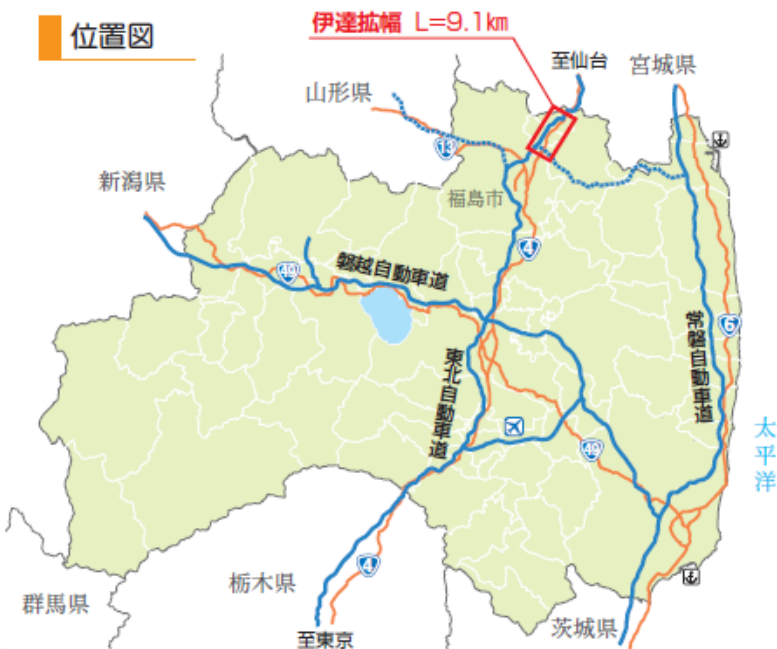 位置図
伊達拡幅 L=9.1km
至仙台
宮城県
山形県
13
新潟県
福島市
4
49
磐越自動車道
6
常磐自動車道
東北自動車道
太平洋
49
4
栃木県
群馬県
茨城県
至東京